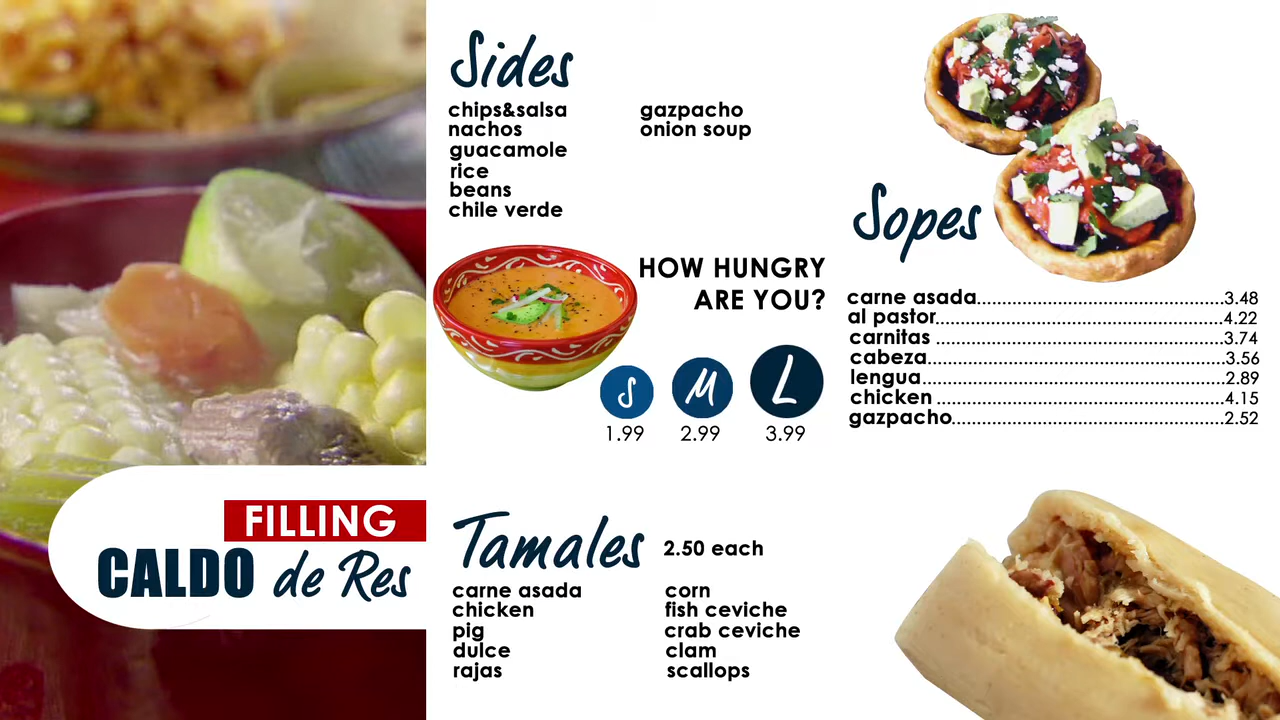 FILLING
CALDO de Res
Sides
chips&salsa
nachos
guacamole
rice
beans
chile verde
gazpacho
onion soup
HOW HUNGRY
ARE YOU?
S M L
1.99 2.99 3.99
Tamales 2.50 each
carne asada
chicken
pig
dulce
rajas
corn
fish ceviche
crab ceviche
clam
scallops
Sopes
carne asada..........................................................3.48
al pastor..........................................................4.22
carnitas ..........................................................3.74
cabeza..........................................................3.56
lengua..........................................................2.89
chicken ..........................................................4.15
gazpacho..........................................................2.52